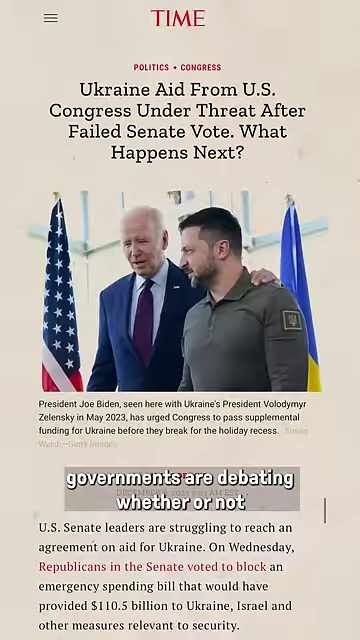 TIME
POLITICS • CONGRESS
Ukraine Aid From U.S.
Congress Under Threat After
Failed Senate Vote. What
Happens Next?
President Joe Biden, seen here with Ukraine's President Volodymyr
Zelensky in May 2023, has urged Congress to pass supplemental
funding for Ukraine before they break for the holiday recess. Susan
Walsh—Getty Images
governments are debating
whether or not
U.S. Senate leaders are struggling to reach an
agreement on aid for Ukraine. On Wednesday,
Republicans in the Senate voted to block an
emergency spending bill that would have
provided $110.5 billion to Ukraine, Israel and
other measures relevant to security.